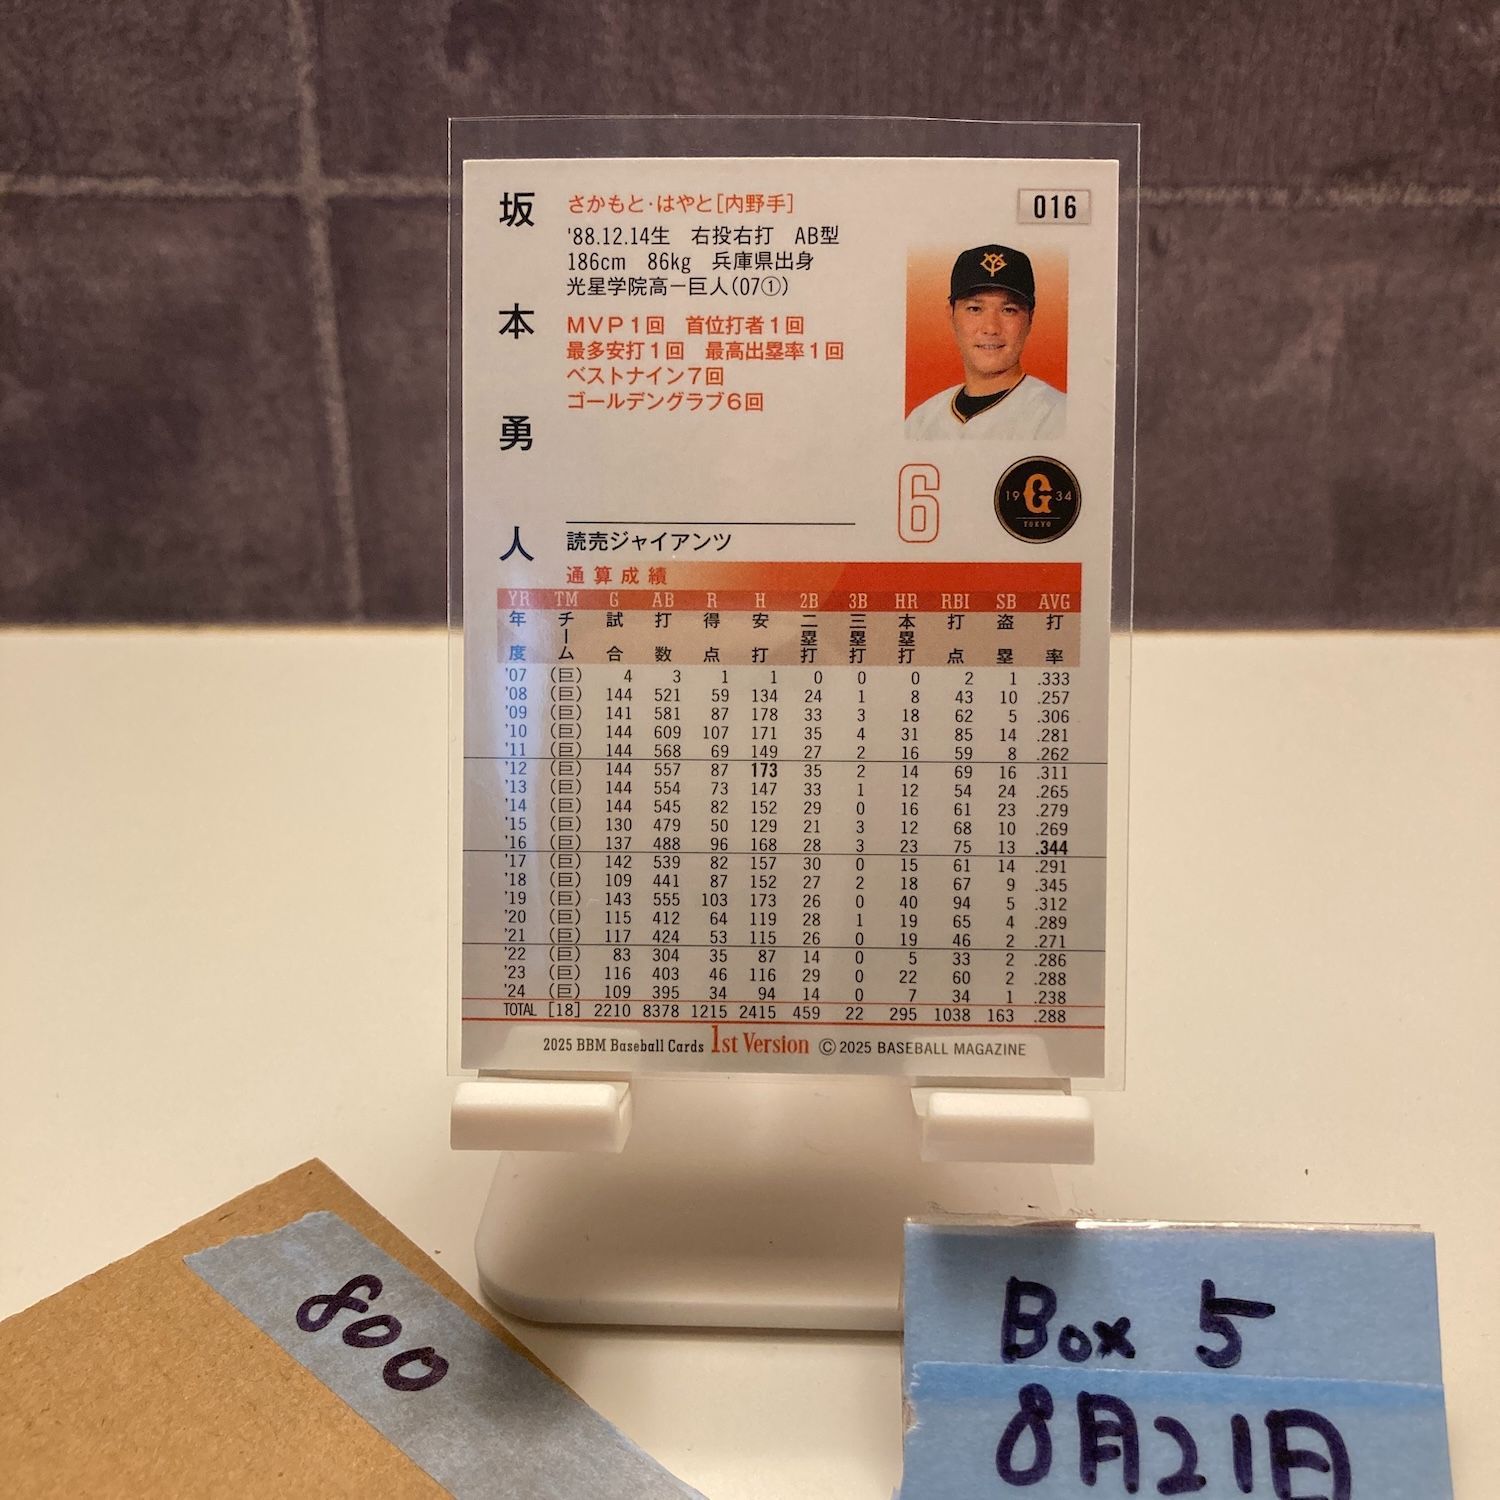 坂本勇人
さかもと・はやと[内野手]
016
'88.12.14生 右投右打 AB型
186cm 86kg 兵庫県出身
光星学院高ー巨人(07①)
MVP1回 首位打者1回
最多安打1回 最高出塁率1回
ベストナイン7回
ゴールデングラブ6回
YG
6
19 G 34
TOKYO
読売ジャイアンツ
通算成績
YR TM G AB R H 2B 3B HR RBI SB AVG
年度 チーム 試合 打数 得点 安打 二塁打 三塁打 本塁打 打点 盗塁 打率
'07 (巨) 4 3 1 1 0 0 0 2 1 .333
'08 (巨) 144 521 59 134 24 1 8 43 10 .257
'09 (巨) 141 581 87 178 33 3 18 62 5 .306
'10 (巨) 144 609 107 171 35 4 31 85 14 .281
'11 (巨) 144 568 69 149 27 2 16 59 8 .262
'12 (巨) 144 557 87 173 35 2 14 69 16 .311
'13 (巨) 144 554 73 147 33 1 12 54 24 .265
'14 (巨) 144 545 82 152 29 0 16 61 23 .279
'15 (巨) 130 479 50 129 21 3 12 68 10 .269
'16 (巨) 137 488 96 168 28 3 23 75 13 .344
'17 (巨) 142 539 82 157 30 0 15 61 14 .291
'18 (巨) 109 441 87 152 27 2 18 67 9 .345
'19 (巨) 143 555 103 173 26 0 40 94 5 .312
'20 (巨) 115 412 64 119 28 1 19 65 4 .289
'21 (巨) 117 424 53 115 26 0 19 46 2 .271
'22 (巨) 83 304 35 87 14 0 5 33 2 .286
'23 (巨) 116 403 46 116 29 0 22 60 2 .288
'24 (巨) 109 395 34 94 14 0 7 34 1 .238
TOTAL [18] 2210 8378 1215 2415 459 22 295 1038 163 .288
2025 BBM Baseball Cards 1st Version © 2025 BASEBALL MAGAZINE
800
Box 5
8月21日